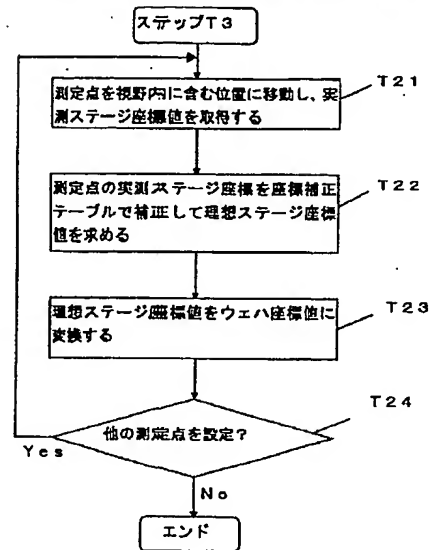 ステップT3
測定点を視野内に含む位置に移動し、実
測ステージ座標値を取得する
T21
測定点の実測ステージ座標を座標補正
テーブルで補正して理想ステージ座標
値を求める
T22
理想ステージ座標値をウェハ座標値に
変換する
T23
他の測定点を設定?
T24
Yes
No
エンド